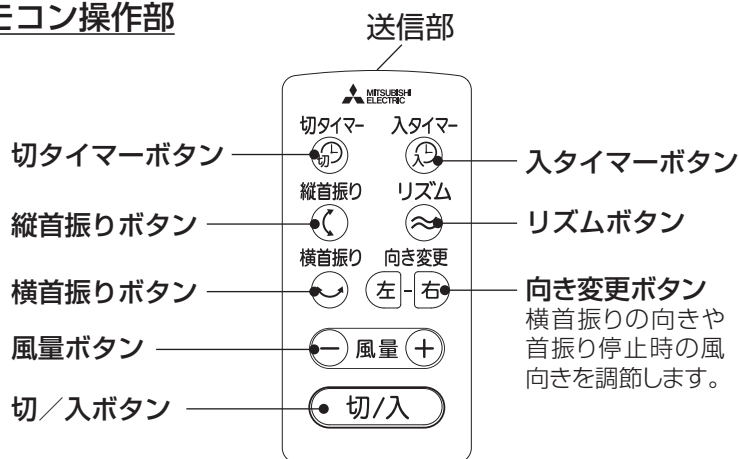 モコン操作部
送信部
MITSUBISHI
ELECTRIC
切タイマー 入タイマー
切 入
切タイマーボタン
入タイマーボタン
縦首振り リズム
縦首振りボタン
リズムボタン
横首振り 向き変更
左-右
横首振りボタン
向き変更ボタン
横首振りの向きや
首振り停止時の風
向きを調節します。
風量ボタン
− 風量 +
切／入ボタン
切/入